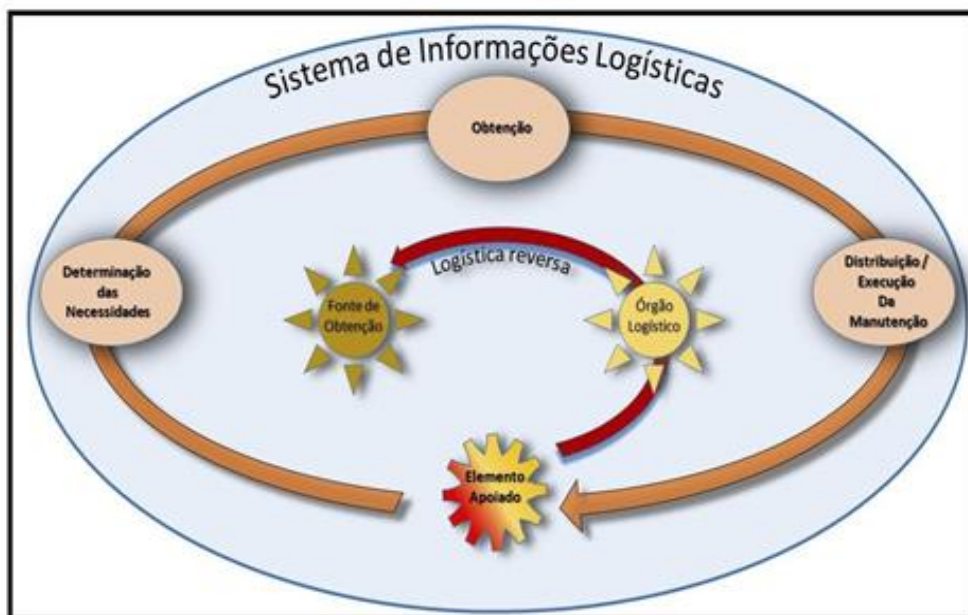 Sistema de Informações Logísticas
Obtenção
Determinação
das
Necessidades
Distribuição /
Execução
Da
Manutenção
Logística reversa
Fonte de
Obtenção
Órgão
Logístico
Elemento
Apoiado